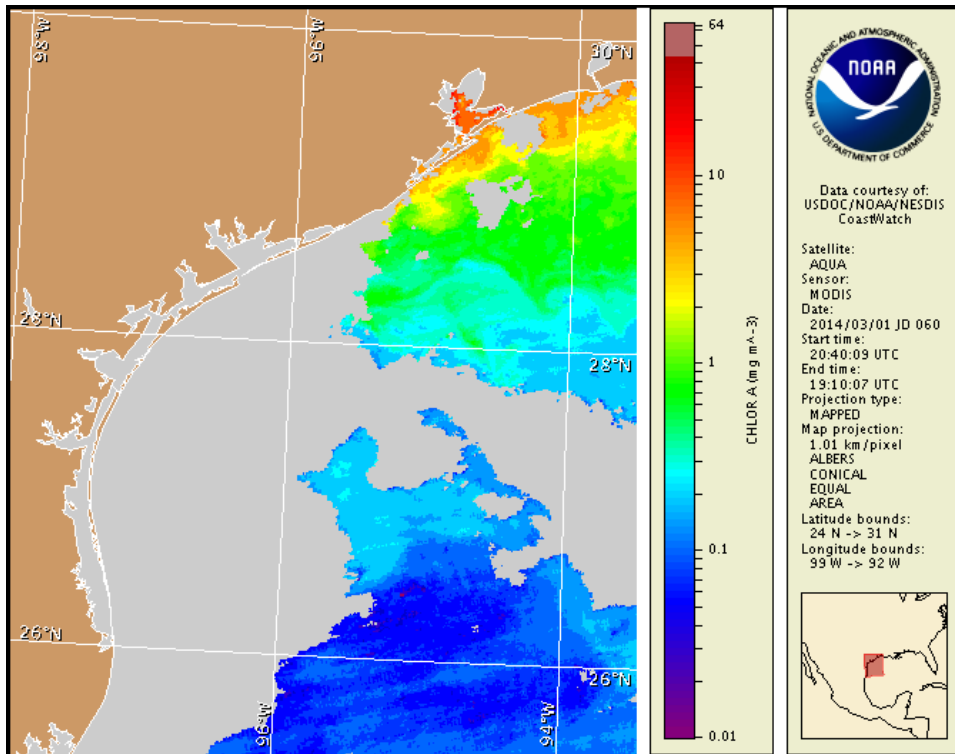 98°W
96°W
30°N
28°N
28°N
26°N
26°N
96°W
94°W
64
10
1
0.1
0.01
CHLOR A (mg m^-3)
NATIONAL OCEANIC AND ATMOSPHERIC ADMINISTRATION
NOAA
U.S. DEPARTMENT OF COMMERCE
Data courtesy of:
USDOC/NOAA/NESDIS
CoastWatch
Satellite:
AQUA
Sensor:
MODIS
Date:
2014/03/01 JD 060
Start time:
20:40:09 UTC
End time:
19:10:07 UTC
Projection type:
MAPPED
Map projection:
1.01 km/pixel
ALBERS
CONICAL
EQUAL
AREA
Latitude bounds:
24 N -> 31 N
Longitude bounds:
99 W -> 92 W